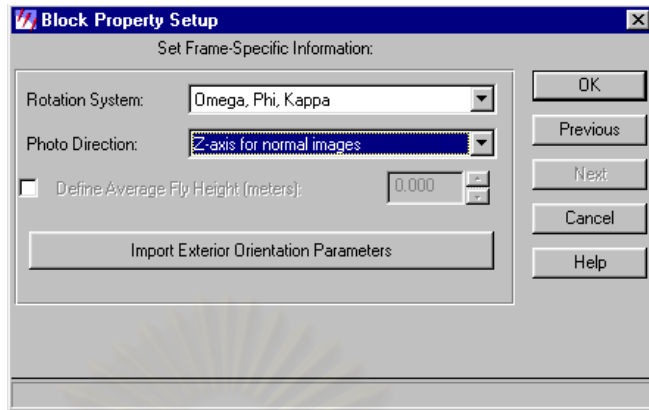 Block Property Setup
Set Frame-Specific Information:
Rotation System: Omega, Phi, Kappa
Photo Direction: Z-axis for normal images
Define Average Fly Height (meters): 0.000
Import Exterior Orientation Parameters
OK
Previous
Next
Cancel
Help